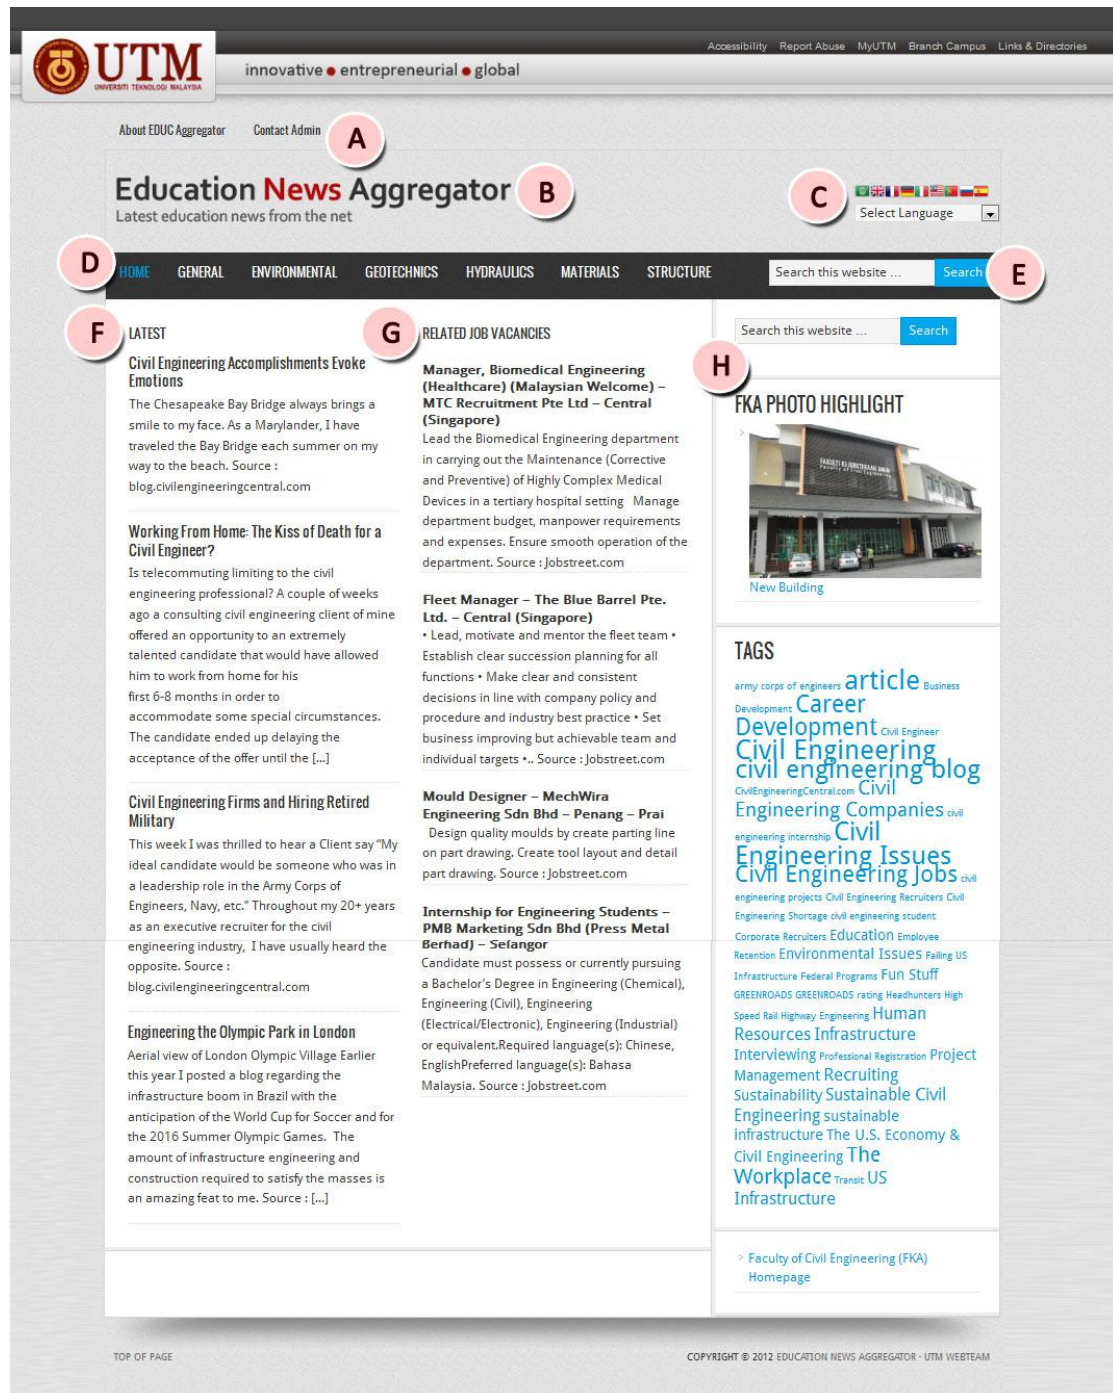 Accessibility Report Abuse MyUTM Branch Campus Links & Directories
UTM
UNIVERSITI TEKNOLOGI MALAYSIA
innovative • entrepreneurial • global
About EDUC Aggregator Contact Admin
A
Education News Aggregator
B
Latest education news from the net
C
Select Language
D
HOME GENERAL ENVIRONMENTAL GEOTECHNICS HYDRAULICS MATERIALS STRUCTURE
Search this website ... Search
E
F
LATEST
Civil Engineering Accomplishments Evoke
Emotions
The Chesapeake Bay Bridge always brings a
smile to my face. As a Marylander, I have
traveled the Bay Bridge each summer on my
way to the beach. Source :
blog.civilengineeringcentral.com
Working From Home: The Kiss of Death for a
Civil Engineer?
Is telecommuting limiting to the civil
engineering professional? A couple of weeks
ago a consulting civil engineering client of mine
offered an opportunity to an extremely
talented candidate that would have allowed
him to work from home for his
first 6-8 months in order to
accommodate some special circumstances.
The candidate ended up delaying the
acceptance of the offer until the [...]
Civil Engineering Firms and Hiring Retired
Military
This week I was thrilled to hear a Client say “My
ideal candidate would be someone who was in
a leadership role in the Army Corps of
Engineers, Navy, etc.” Throughout my 20+ years
as an executive recruiter for the civil
engineering industry, I have usually heard the
opposite. Source :
blog.civilengineeringcentral.com
Engineering the Olympic Park in London
Aerial view of London Olympic Village Earlier
this year I posted a blog regarding the
infrastructure boom in Brazil with the
anticipation of the World Cup for Soccer and for
the 2016 Summer Olympic Games. The
amount of infrastructure engineering and
construction required to satisfy the masses is
an amazing feat to me. Source : [...]
G
RELATED JOB VACANCIES
Manager, Biomedical Engineering
(Healthcare) (Malaysian Welcome) –
MTC Recruitment Pte Ltd – Central
(Singapore)
Lead the Biomedical Engineering department
in carrying out the Maintenance (Corrective
and Preventive) of Highly Complex Medical
Devices in a tertiary hospital setting Manage
department budget, manpower requirements
and expenses. Ensure smooth operation of the
department. Source : Jobstreet.com
Fleet Manager – The Blue Barrel Pte.
Ltd. – Central (Singapore)
• Lead, motivate and mentor the fleet team •
Establish clear succession planning for all
functions • Make clear and consistent
decisions in line with company policy and
procedure and industry best practice • Set
business improving but achievable team and
individual targets •.. Source : Jobstreet.com
Mould Designer – MechWira
Engineering Sdn Bhd – Penang – Prai
Design quality moulds by create parting line
on part drawing. Create tool layout and detail
part drawing. Source : Jobstreet.com
Internship for Engineering Students –
PMB Marketing Sdn Bhd (Press Metal
Berhad) – Selangor
Candidate must possess or currently pursuing
a Bachelor's Degree in Engineering (Chemical),
Engineering (Civil), Engineering
(Electrical/Electronic), Engineering (Industrial)
or equivalent.Required language(s): Chinese,
EnglishPreferred language(s): Bahasa
Malaysia. Source : Jobstreet.com
Search this website ... Search
H
FKA PHOTO HIGHLIGHT
FAKULTI KEJURUTERAAN AWAM
Faculty of Civil Engineering
New Building
TAGS
army corps of engineers article Business
Development Career
Development Civil Engineer
Civil Engineering
civil engineering blog
CivilEngineeringCentral.com Civil
Engineering Companies civil
engineering internship Civil
Engineering Issues
Civil Engineering Jobs civil
engineering projects Civil Engineering Recruiters Civil
Engineering Shortage civil engineering student
Corporate Recruiters Education Employee
Retention Environmental Issues Failing US
Infrastructure Federal Programs Fun Stuff
GREENROADS GREENROADS rating Headhunters High
Speed Rail Highway Engineering Human
Resources Infrastructure
Interviewing Professional Registration Project
Management Recruiting
Sustainability Sustainable Civil
Engineering sustainable
infrastructure The U.S. Economy &
Civil Engineering The
Workplace Transit US
Infrastructure
Faculty of Civil Engineering (FKA)
Homepage
TOP OF PAGE
COPYRIGHT © 2012 EDUCATION NEWS AGGREGATOR · UTM WEBTEAM